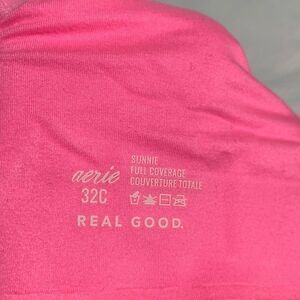 aerie
32C
SUNNIE
FULL COVERAGE
COUVERTURE TOTALE
REAL GOOD.